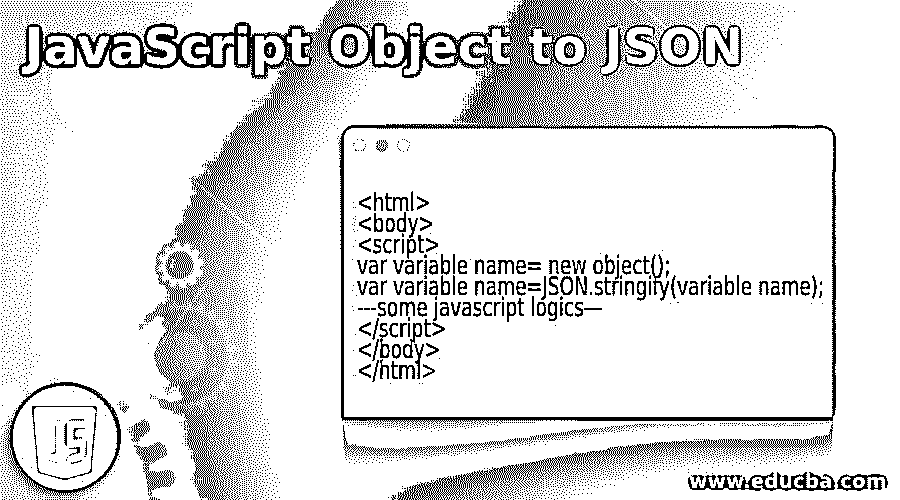 JavaScript Object to JSON
<html>
<body>
<script>
var variable name= new object();
var variable name=JSON.stringify(variable name);
---some javascript logics—
</script>
</body>
</html>
JS
www.educba.com